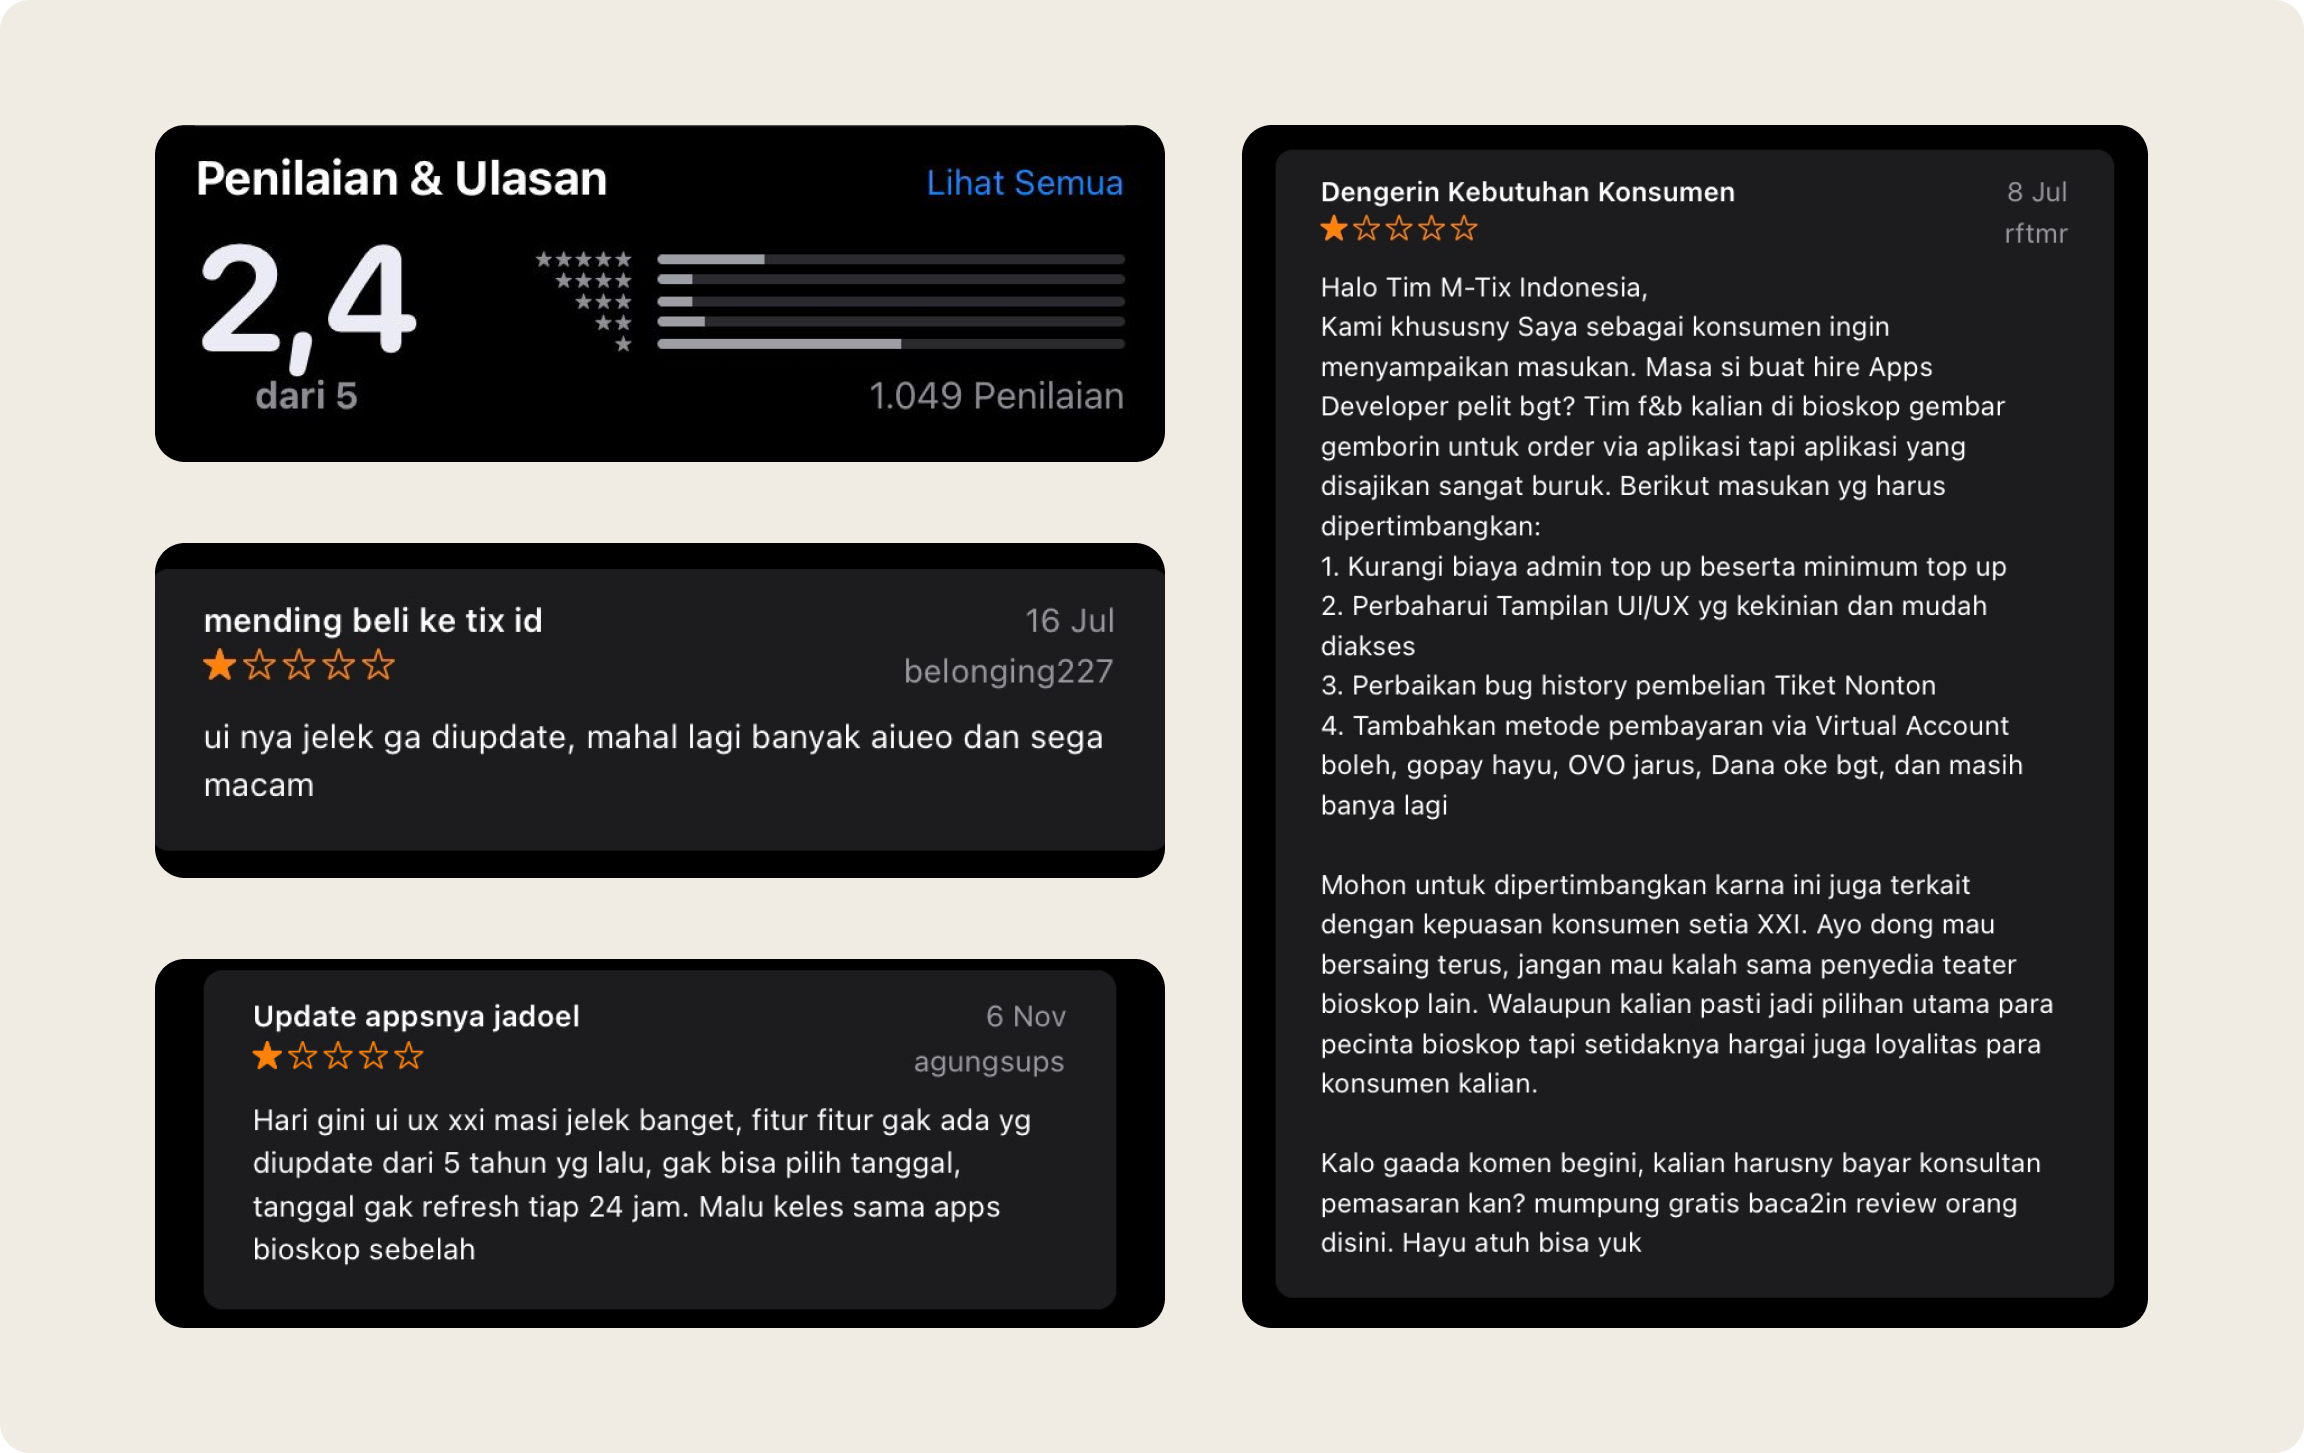 Penilaian & Ulasan
Lihat Semua
2,4
dari 5
1.049 Penilaian
mending beli ke tix id
16 Jul
belonging227
ui nya jelek ga diupdate, mahal lagi banyak aiueo dan sega
macam
Update appsnya jadoel
6 Nov
agungsups
Hari gini ui ux xxi masi jelek banget, fitur fitur gak ada yg
diupdate dari 5 tahun yg lalu, gak bisa pilih tanggal,
tanggal gak refresh tiap 24 jam. Malu keles sama apps
bioskop sebelah
Dengerin Kebutuhan Konsumen
8 Jul
rftmr
Halo Tim M-Tix Indonesia,
Kami khususny Saya sebagai konsumen ingin
menyampaikan masukan. Masa si buat hire Apps
Developer pelit bgt? Tim f&b kalian di bioskop gembar
gemborin untuk order via aplikasi tapi aplikasi yang
disajikan sangat buruk. Berikut masukan yg harus
dipertimbangkan:
1. Kurangi biaya admin top up beserta minimum top up
2. Perbaharui Tampilan UI/UX yg kekinian dan mudah
diakses
3. Perbaikan bug history pembelian Tiket Nonton
4. Tambahkan metode pembayaran via Virtual Account
boleh, gopay hayu, OVO jarus, Dana oke bgt, dan masih
banya lagi
Mohon untuk dipertimbangkan karna ini juga terkait
dengan kepuasan konsumen setia XXI. Ayo dong mau
bersaing terus, jangan mau kalah sama penyedia teater
bioskop lain. Walaupun kalian pasti jadi pilihan utama para
pecinta bioskop tapi setidaknya hargai juga loyalitas para
konsumen kalian.
Kalo gaada komen begini, kalian harusny bayar konsultan
pemasaran kan? mumpung gratis baca2in review orang
disini. Hayu atuh bisa yuk